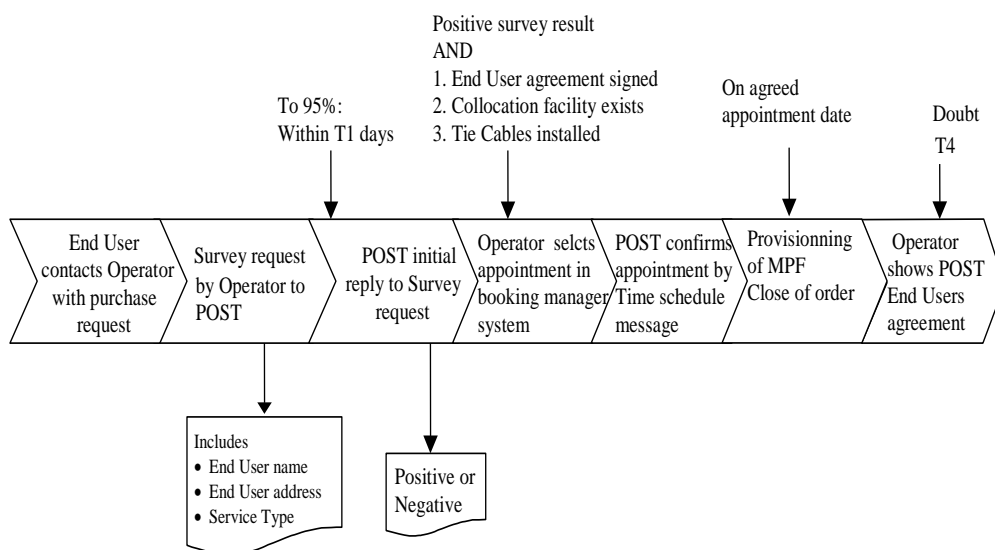 Positive survey result
AND
1. End User agreement signed
2. Collocation facility exists
3. Tie Cables installed
To 95%:
Within T1 days
On agreed
appointment date
Doubt
T4
End User
contacts Operator
with purchase
request
Survey request
by Operator to
POST
POST initial
reply to Survey
request
Operator selcts
appointment in
booking manager
system
POST confirms
appointment by
Time schedule
message
Provisionning
of MPF
Close of order
Operator
shows POST
End Users
agreement
Includes
• End User name
• End User address
• Service Type
Positive or
Negative